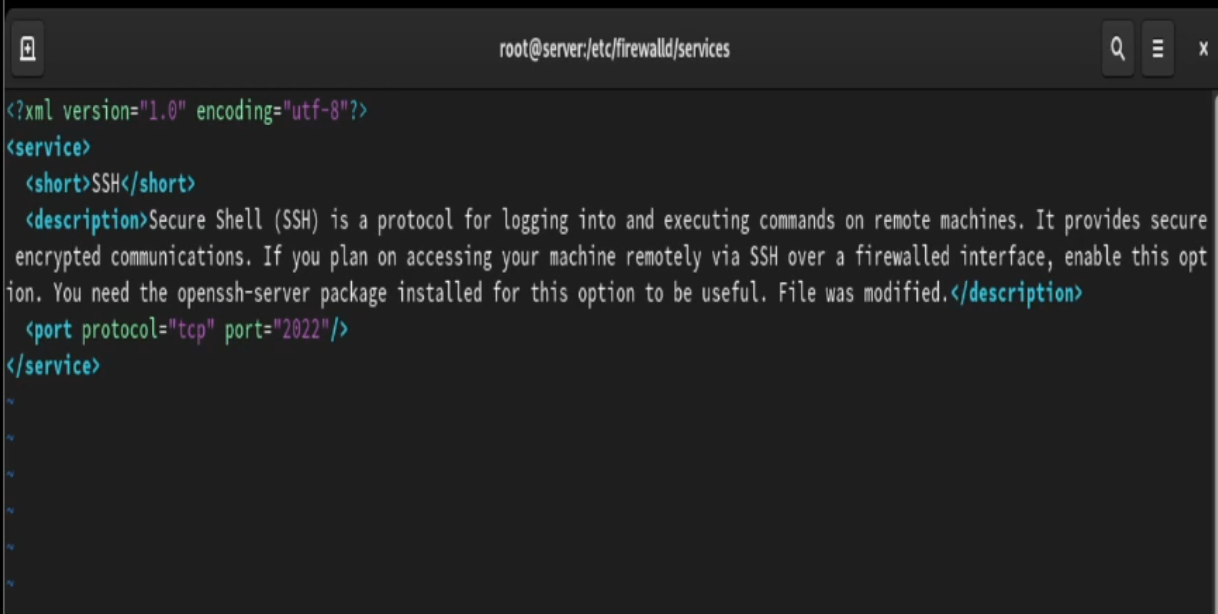 root@server:/etc/firewalld/services
<?xml version="1.0" encoding="utf-8"?>
<service>
  <short>SSH</short>
  <description>Secure Shell (SSH) is a protocol for logging into and executing commands on remote machines. It provides secure
 encrypted communications. If you plan on accessing your machine remotely via SSH over a firewalled interface, enable this opt
ion. You need the openssh-server package installed for this option to be useful. File was modified.</description>
  <port protocol="tcp" port="2022"/>
</service>
~
~
~
~
~
~